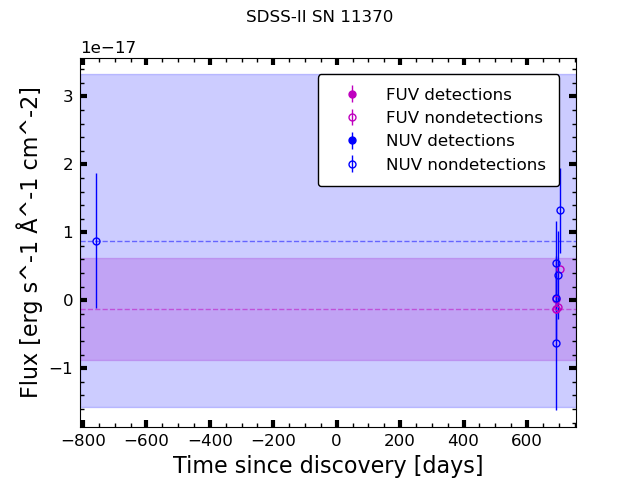 SDSS-II SN 11370
1e−17
FUV detections
FUV nondetections
NUV detections
NUV nondetections
3
2
1
0
−1
−800 −600 −400 −200 0 200 400 600
Time since discovery [days]
Flux [erg s^-1 Å^-1 cm^-2]